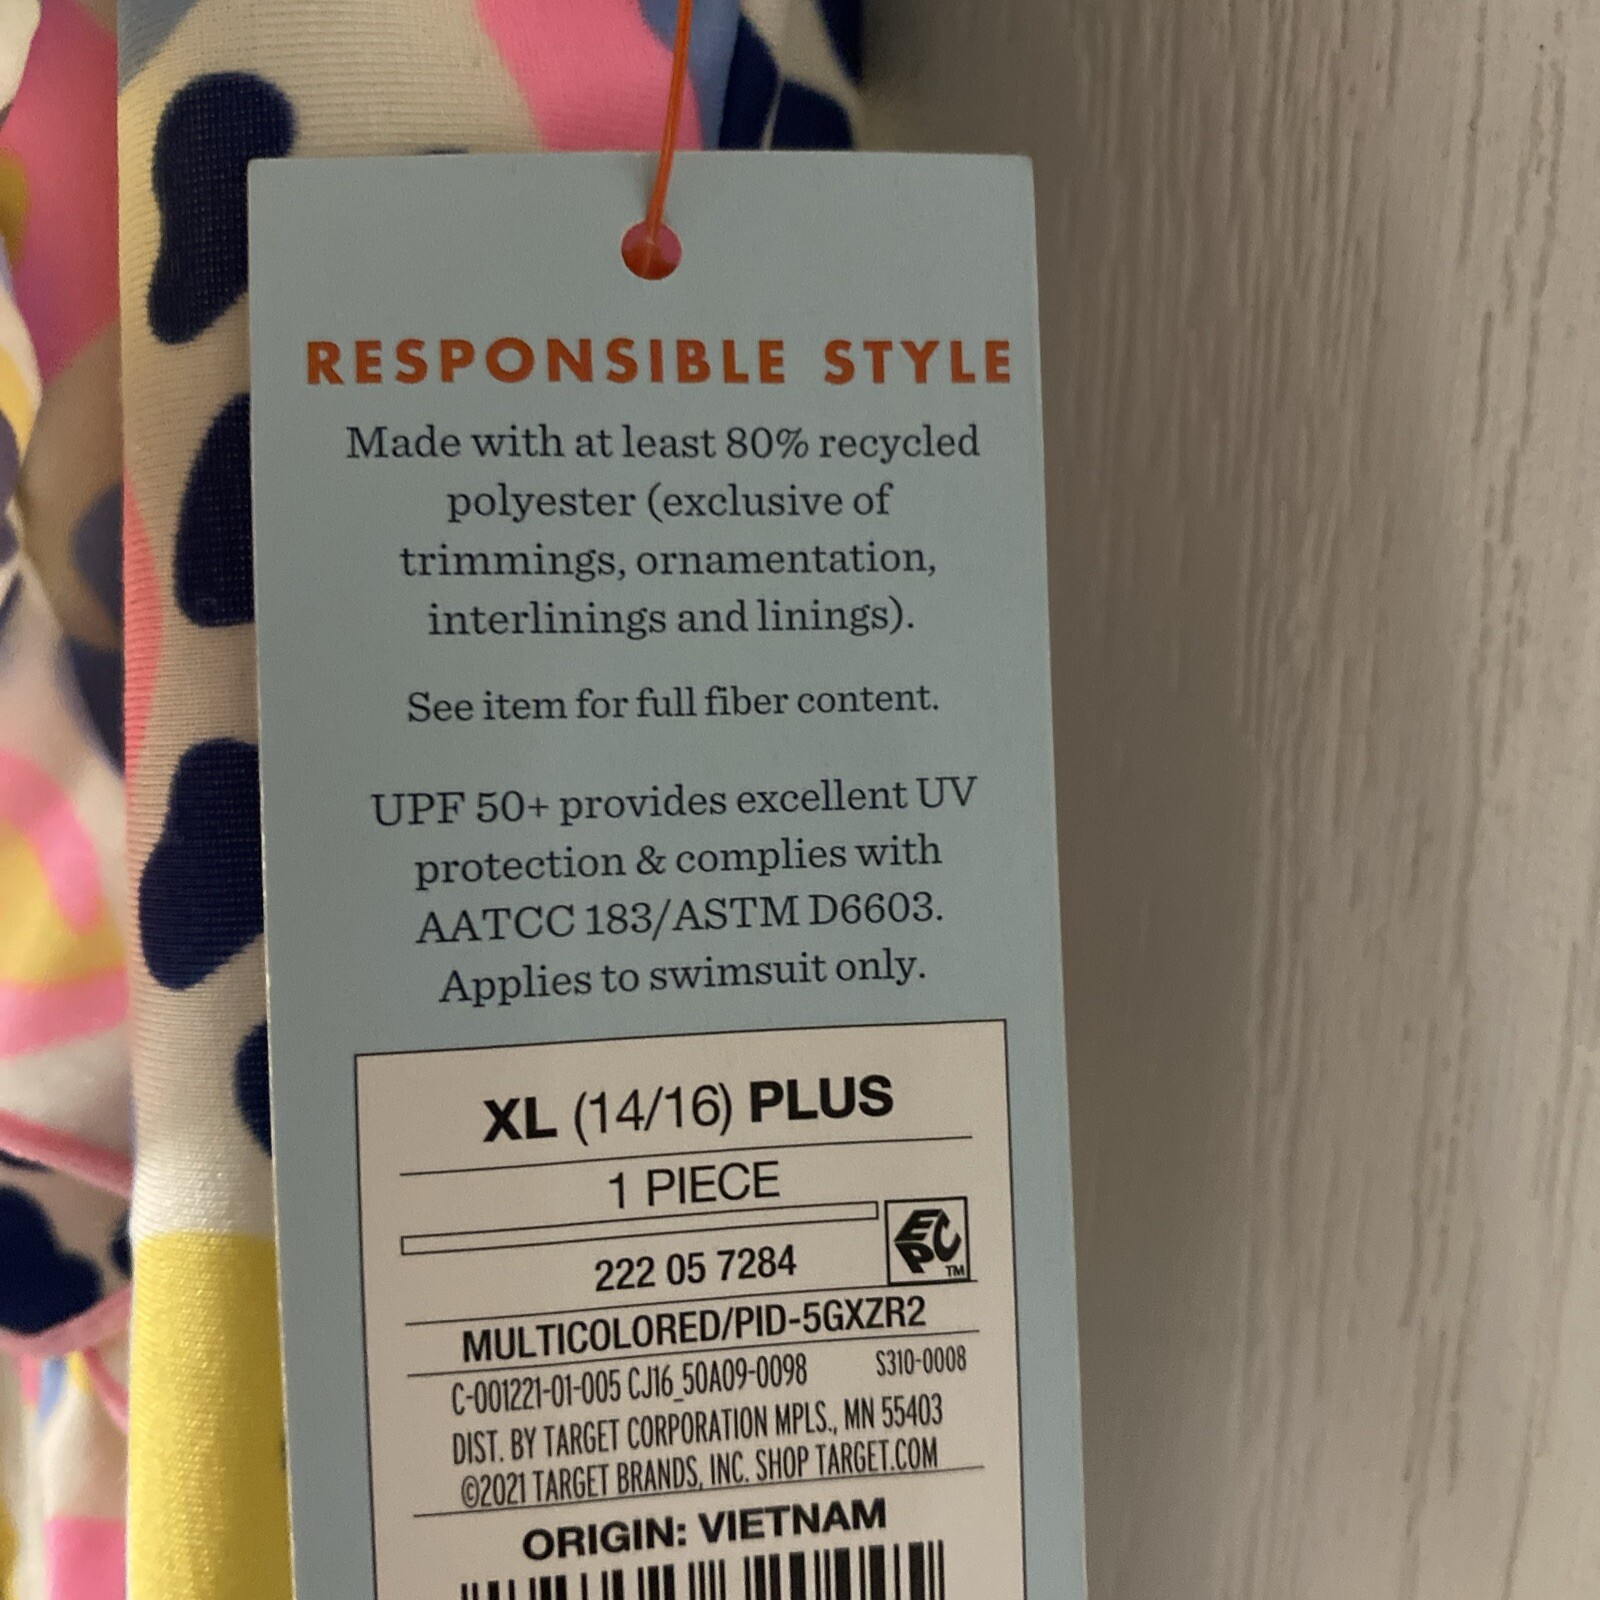 RESPONSIBLE STYLE
Made with at least 80% recycled
polyester (exclusive of
trimmings, ornamentation,
interlinings and linings).
See item for full fiber content.
UPF 50+ provides excellent UV
protection & complies with
AATCC 183/ASTM D6603.
Applies to swimsuit only.
XL (14/16) PLUS
1 PIECE
222 05 7284
EPC TM
MULTICOLORED/PID-5GXZR2
C-001221-01-005 CJ16_50A09-0098 S310-0008
DIST. BY TARGET CORPORATION MPLS., MN 55403
©2021 TARGET BRANDS, INC. SHOP TARGET.COM
ORIGIN: VIETNAM